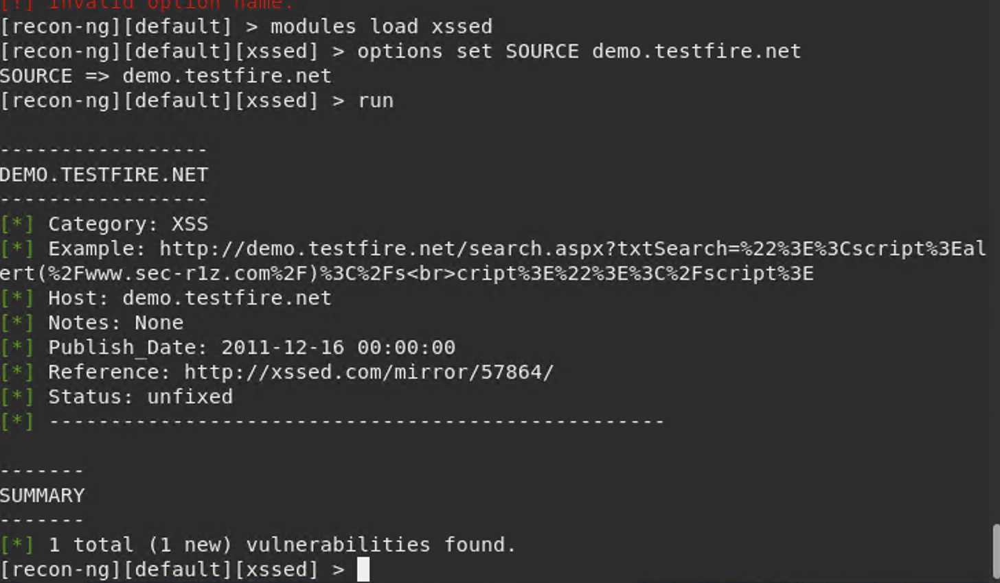 [!] Invalid option name.
[recon-ng][default] > modules load xssed
[recon-ng][default][xssed] > options set SOURCE demo.testfire.net
SOURCE => demo.testfire.net
[recon-ng][default][xssed] > run
-----------------
DEMO.TESTFIRE.NET
-----------------
[*] Category: XSS
[*] Example: http://demo.testfire.net/search.aspx?txtSearch=%22%3E%3Cscript%3Eal
ert(%2Fwww.sec-r1z.com%2F)%3C%2Fs<br>cript%3E%22%3E%3C%2Fscript%3E
[*] Host: demo.testfire.net
[*] Notes: None
[*] Publish_Date: 2011-12-16 00:00:00
[*] Reference: http://xssed.com/mirror/57864/
[*] Status: unfixed
[*] --------------------------------------------------
-------
SUMMARY
-------
[*] 1 total (1 new) vulnerabilities found.
[recon-ng][default][xssed] >